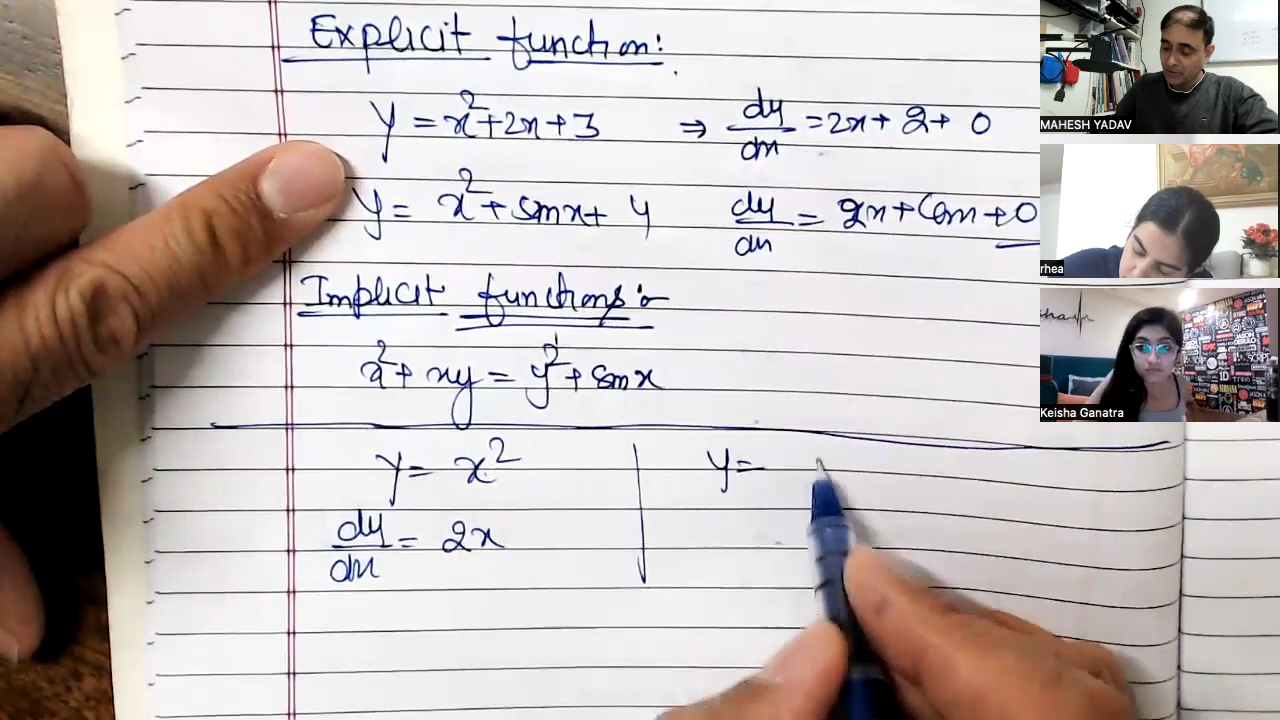 Explicit function:
y = x²+2x+3 ⇒ dy/dx = 2x+ 2+ 0
y = x²+sinx+ 4 dy/dx = 2x+Cosx+0
Implicit functions:-
x²+ xy = y²+ sinx
y = x²
dy/dx = 2x
y =
MAHESH YADAV
rhea
Keisha Ganatra